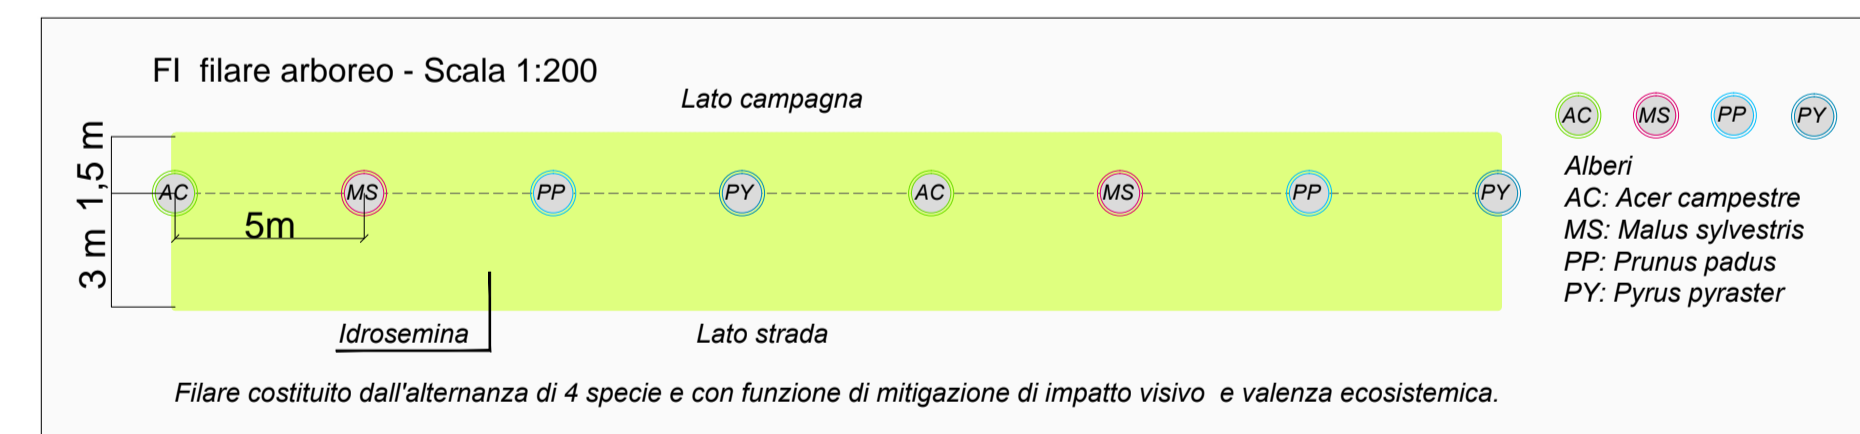 FI filare arboreo - Scala 1:200
Lato campagna
1,5 m
3 m
AC MS PP PY AC MS PP PY
5m
Idrosemina
Lato strada
Filare costituito dall'alternanza di 4 specie e con funzione di mitigazione di impatto visivo e valenza ecosistemica.
AC MS PP PY
Alberi
AC: Acer campestre
MS: Malus sylvestris
PP: Prunus padus
PY: Pyrus pyraster